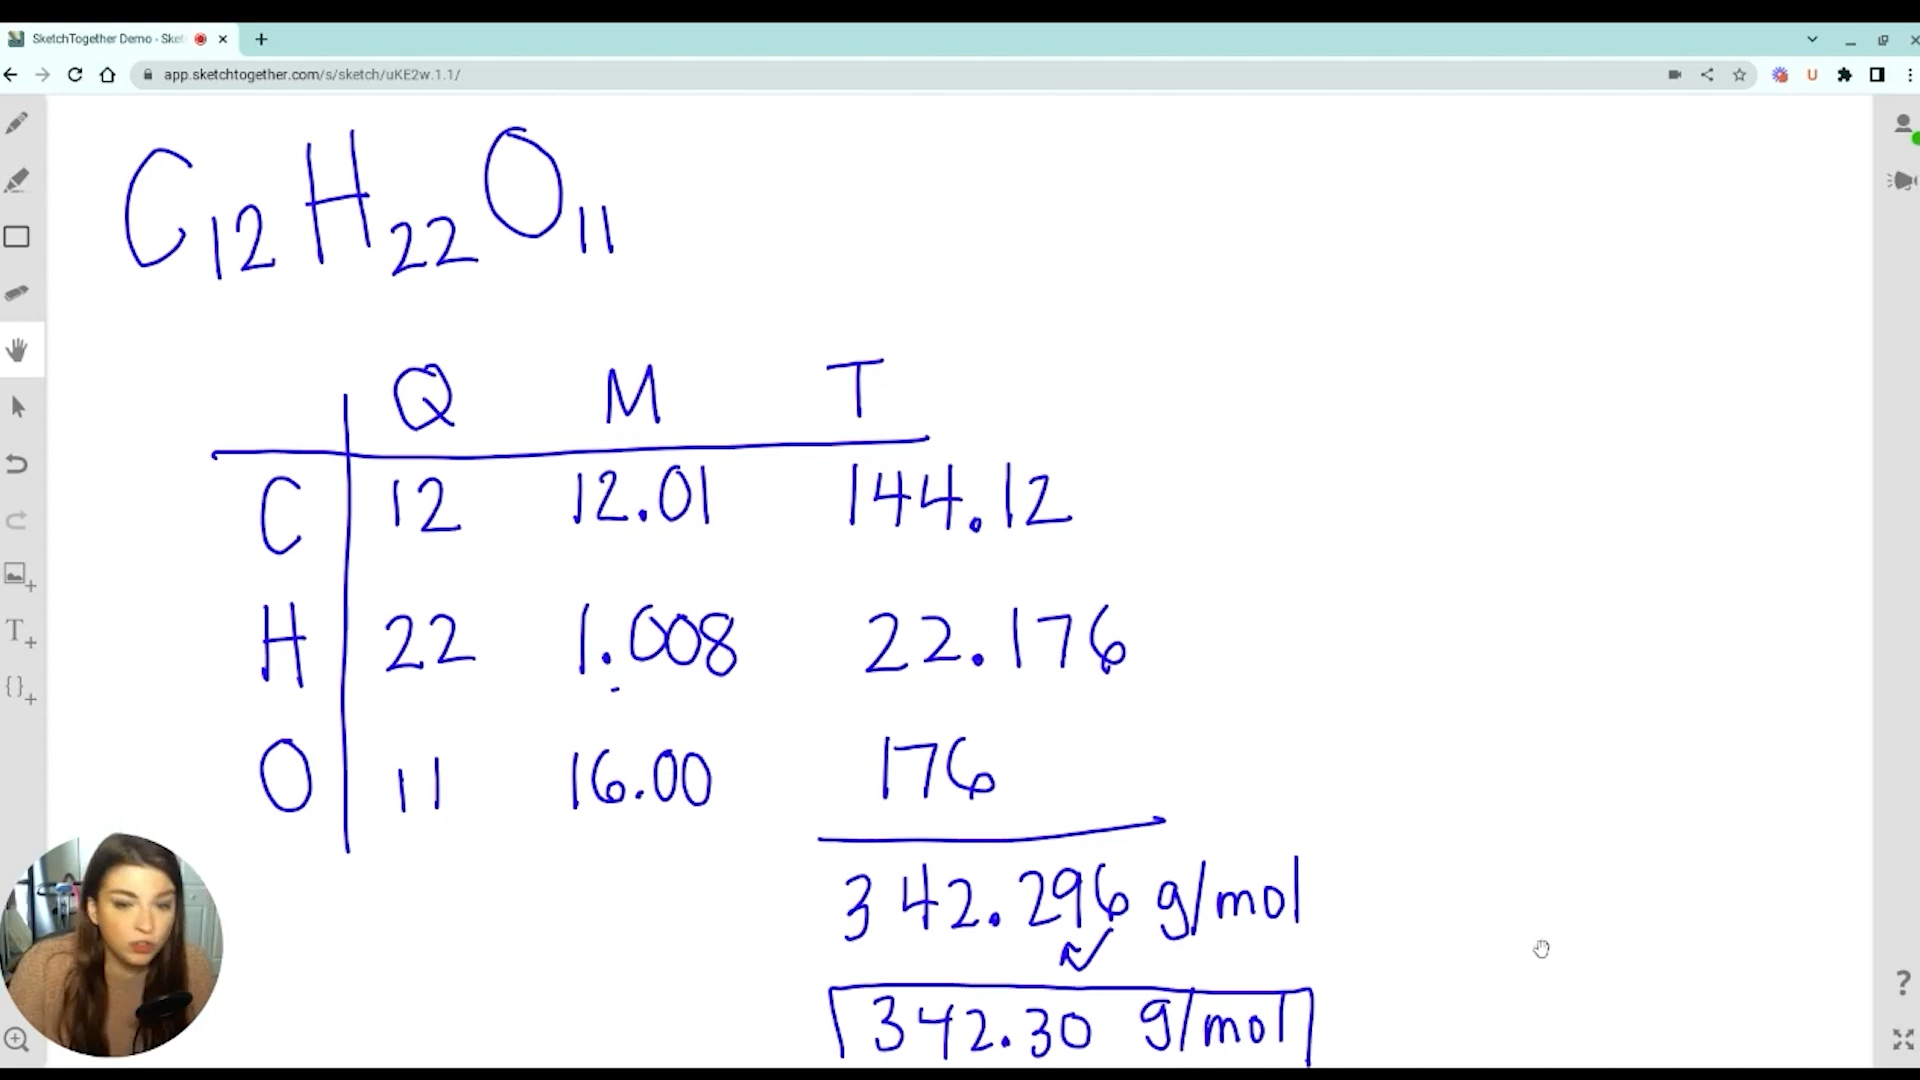 SketchTogether Demo - Sket
app.sketchtogether.com/s/sketch/uKE2w.1.1/
C12H22O11
Q M T
C 12 12.01 144.12
H 22 1.008 22.176
O 11 16.00 176
342.296 g/mol
342.30 g/mol